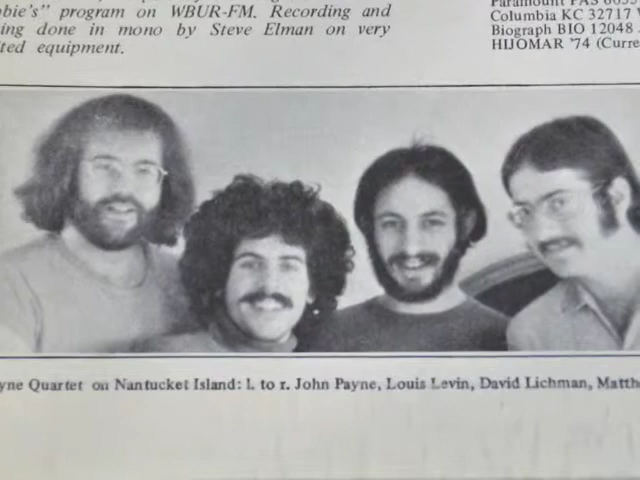 bie's" program on WBUR-FM. Recording and
ing done in mono by Steve Elman on very
ted equipment.
Columbia KC 32717
Biograph BIO 12048
HIJOMAR '74 (Curre
yne Quartet on Nantucket Island: L to r. John Payne, Louis Levin, David Lichman, Matth